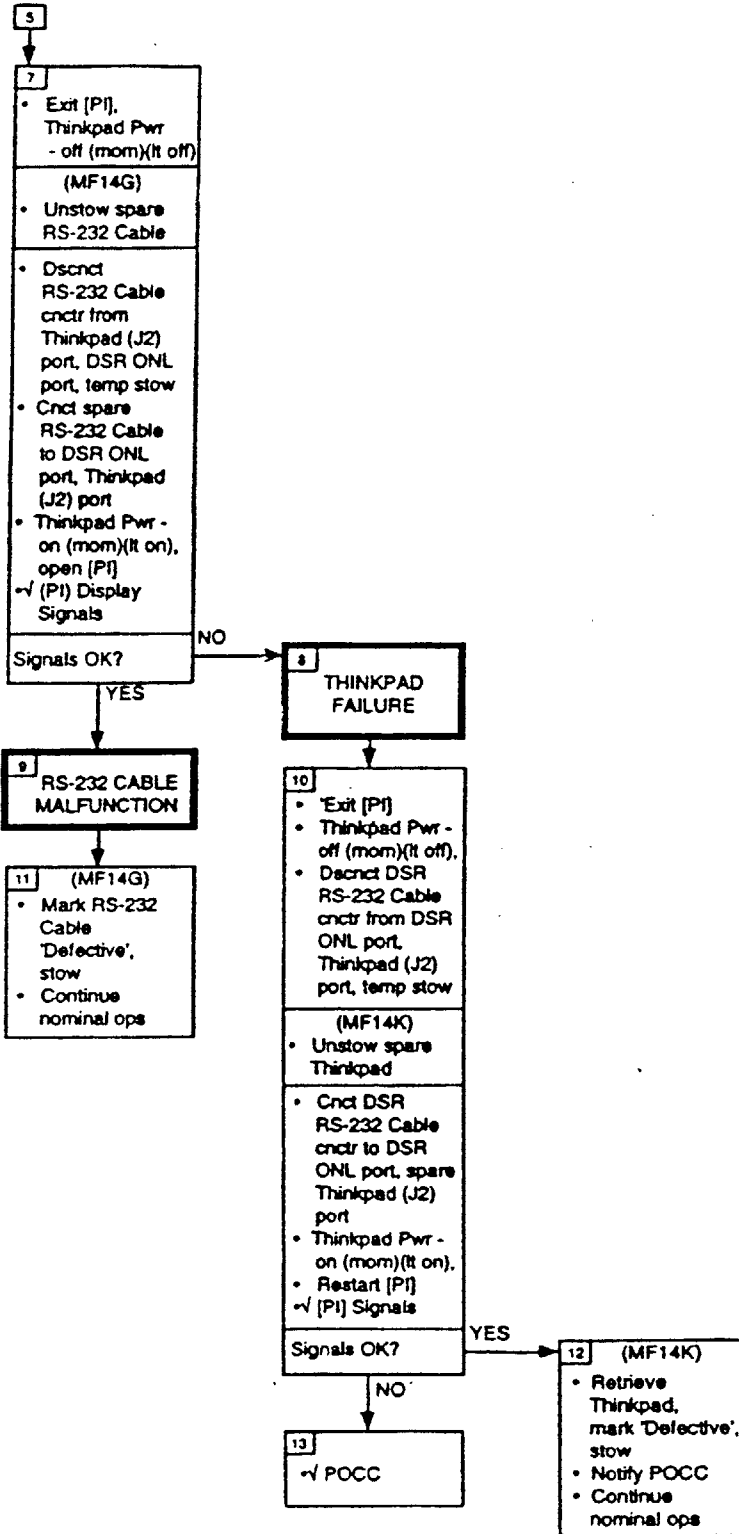 5
7
• Exit [PI],
Thinkpad Pwr
- off (mom)(lt off)
(MF14G)
• Unstow spare
RS-232 Cable
• Dscnct
RS-232 Cable
cnctr from
Thinkpad (J2)
port, DSR ONL
port, temp stow
• Cnct spare
RS-232 Cable
to DSR ONL
port, Thinkpad
(J2) port
• Thinkpad Pwr -
on (mom)(lt on),
open [PI]
•√ (PI) Display
Signals
Signals OK?
NO
YES
8
THINKPAD
FAILURE
9
RS-232 CABLE
MALFUNCTION
11
(MF14G)
• Mark RS-232
Cable
'Defective',
stow
• Continue
nominal ops
10
• 'Exit [PI]
• Thinkpad Pwr -
off (mom)(lt off),
• Dscnct DSR
RS-232 Cable
cnctr from DSR
ONL port,
Thinkpad (J2)
port, temp stow
(MF14K)
• Unstow spare
Thinkpad
• Cnct DSR
RS-232 Cable
cnctr to DSR
ONL port, spare
Thinkpad (J2)
port
• Thinkpad Pwr -
on (mom)(lt on),
• Restart [PI]
•√ [PI] Signals
Signals OK?
YES
NO
12
(MF14K)
• Retrieve
Thinkpad,
mark 'Defective',
stow
• Notify POCC
• Continue
nominal ops
13
•√ POCC